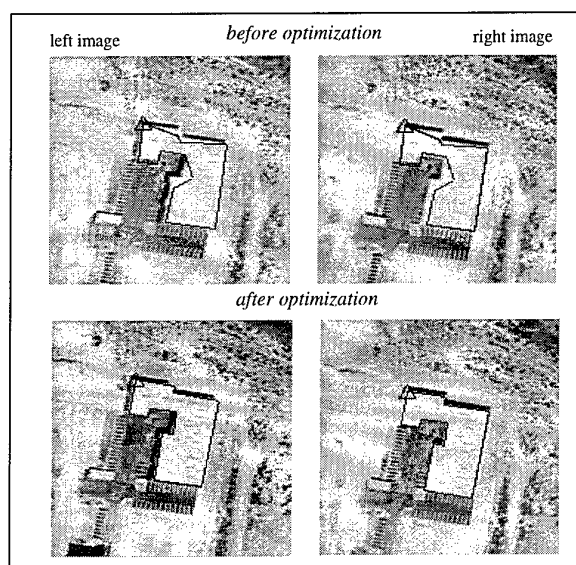 before optimization
left image
right image
after optimization